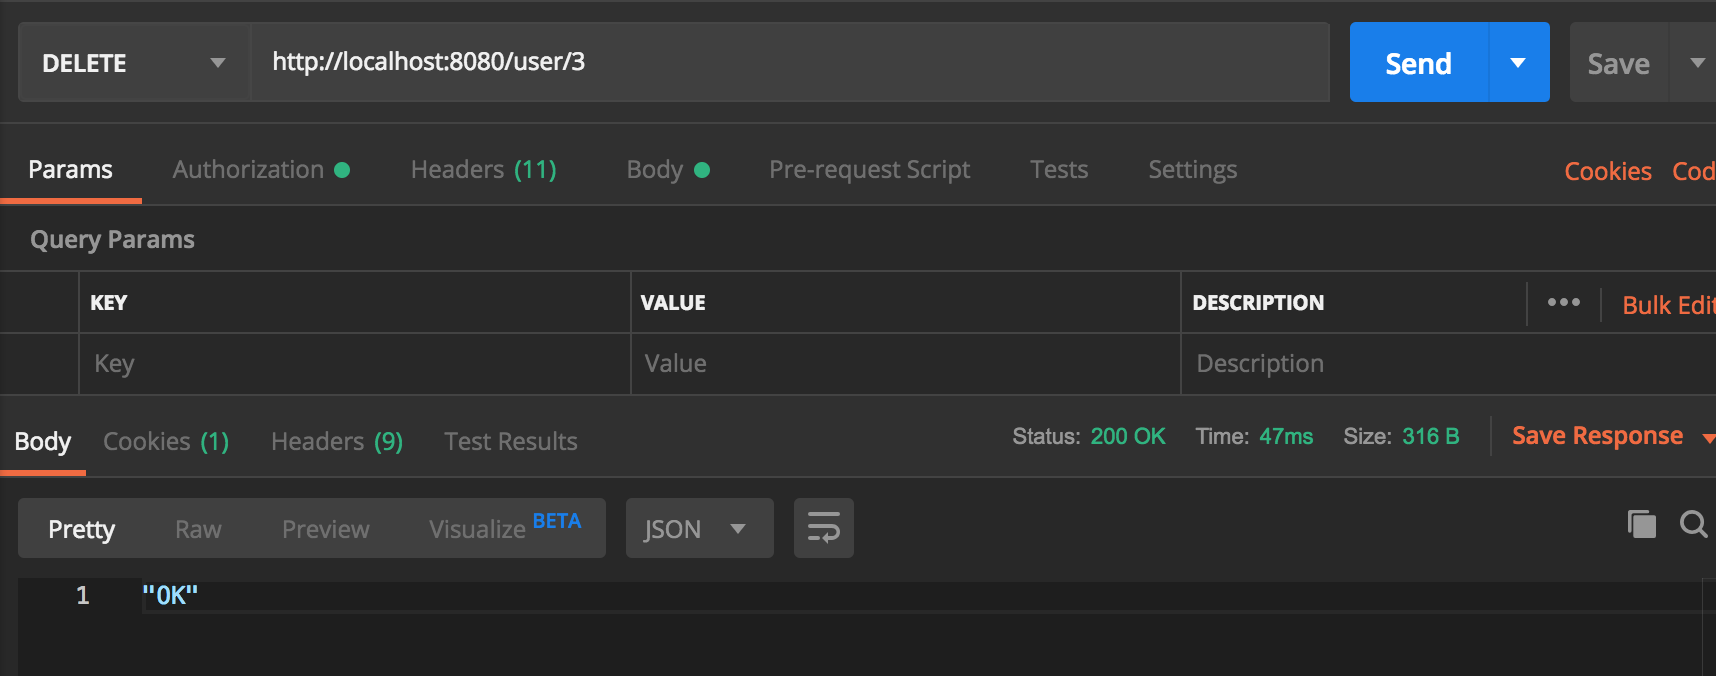 DELETE http://localhost:8080/user/3 Send Save
Params Authorization Headers (11) Body Pre-request Script Tests Settings Cookies Cod
Query Params
KEY VALUE DESCRIPTION ••• Bulk Edit
Key Value Description
Body Cookies (1) Headers (9) Test Results Status: 200 OK Time: 47ms Size: 316 B Save Response
Pretty Raw Preview Visualize BETA JSON
1 "OK"